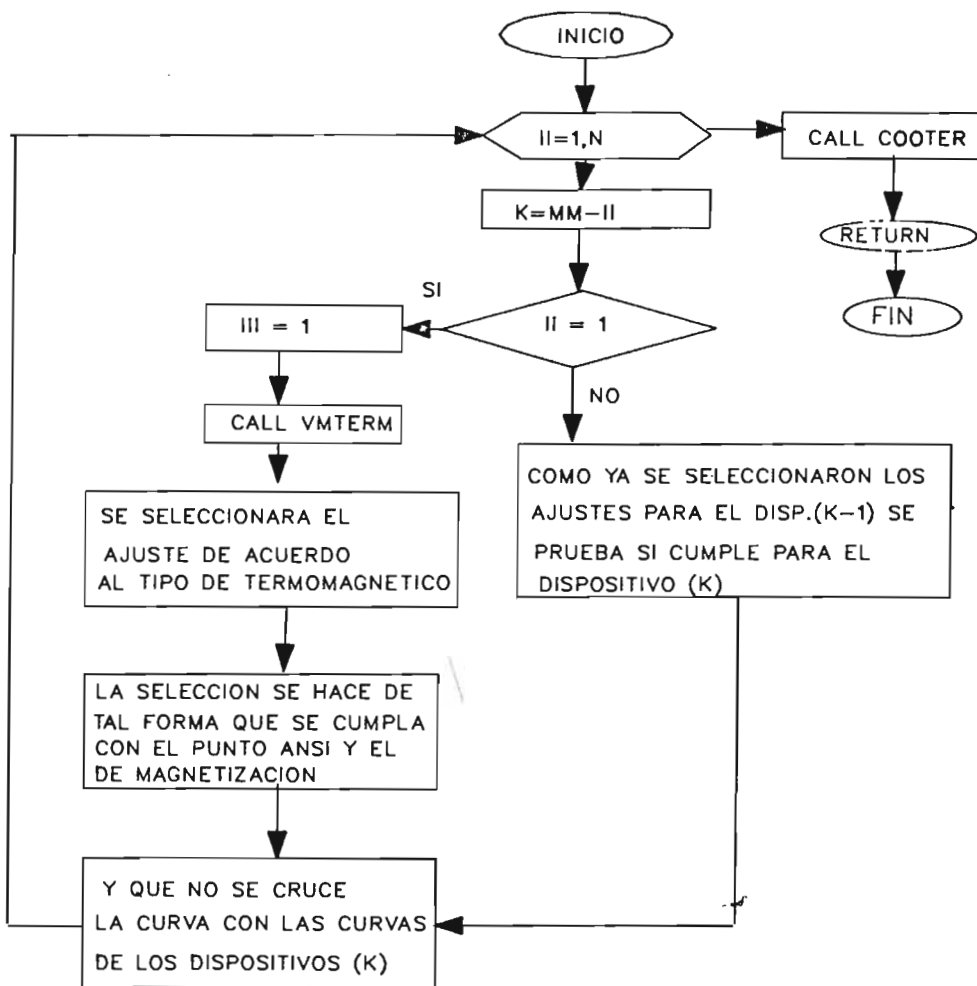 INICIO
II=1,N
CALL COOTER
K=MM-II
RETURN
SI
III = 1
II = 1
FIN
NO
CALL VMTERM
COMO YA SE SELECCIONARON LOS
AJUSTES PARA EL DISP.(K-1) SE
PRUEBA SI CUMPLE PARA EL
DISPOSITIVO (K)
SE SELECCIONARA EL
AJUSTE DE ACUERDO
AL TIPO DE TERMOMAGNETICO
LA SELECCION SE HACE DE
TAL FORMA QUE SE CUMPLA
CON EL PUNTO ANSI Y EL
DE MAGNETIZACION
Y QUE NO SE CRUCE
LA CURVA CON LAS CURVAS
DE LOS DISPOSITIVOS (K)